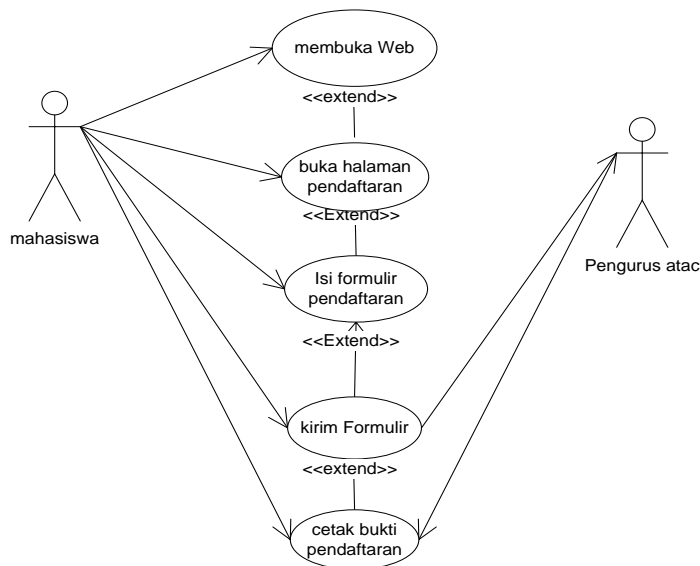 membuka Web
<<extend>>
buka halaman
pendaftaran
<<Extend>>
mahasiswa
Isi formulir
pendaftaran
Pengurus atac
<<Extend>>
kirim Formulir
<<extend>>
cetak bukti
pendaftaran